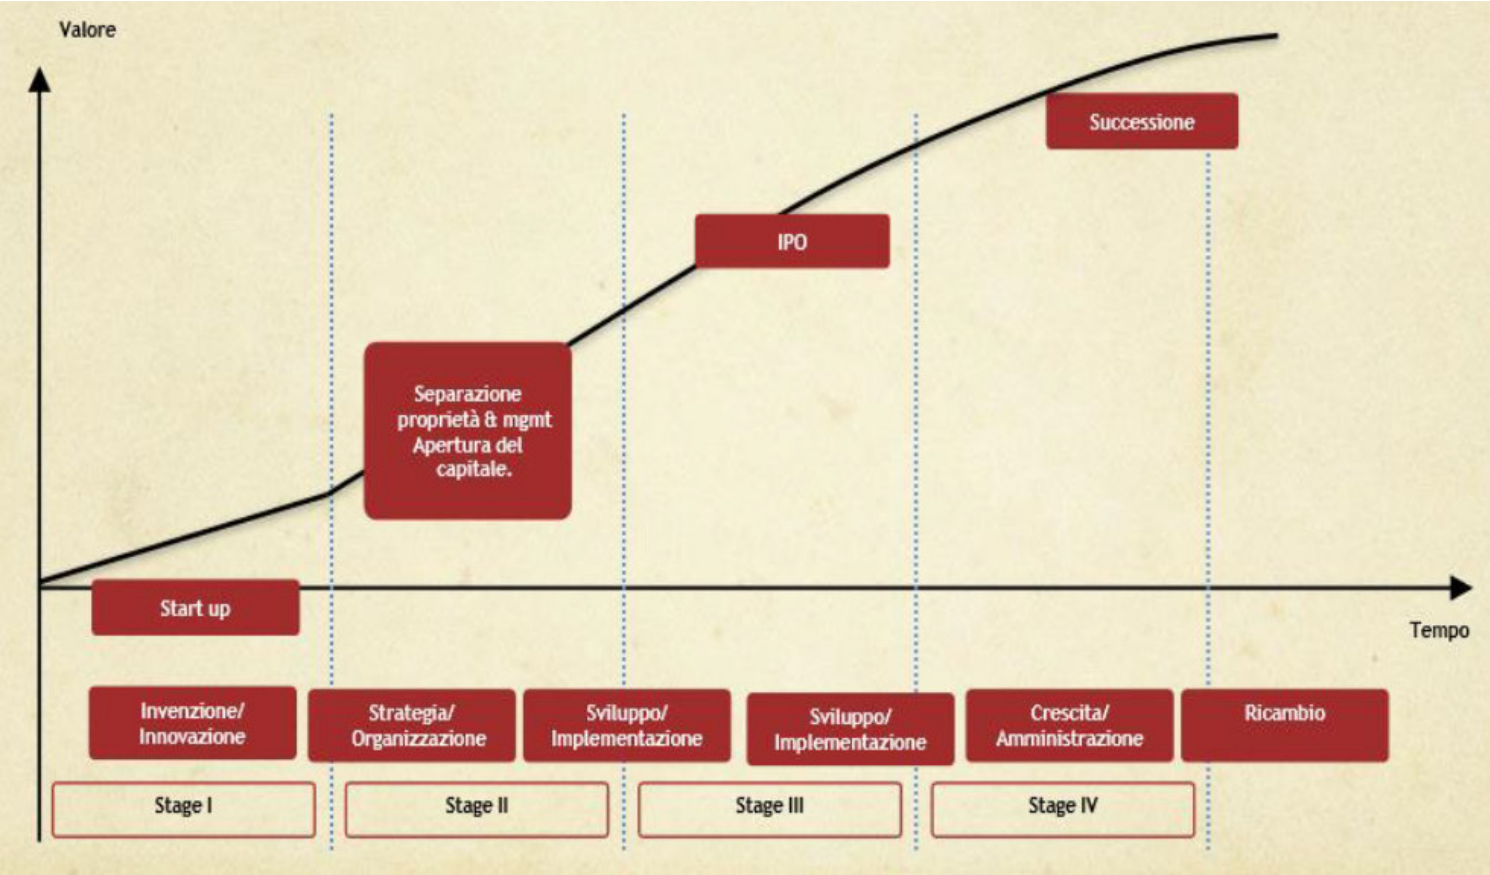 Valore
Successione
IPO
Separazione
proprietà & mgmt
Apertura del
capitale.
Start up
Tempo
Invenzione/
Innovazione
Strategia/
Organizzazione
Sviluppo/
Implementazione
Sviluppo/
Implementazione
Crescita/
Amministrazione
Ricambio
Stage I
Stage II
Stage III
Stage IV